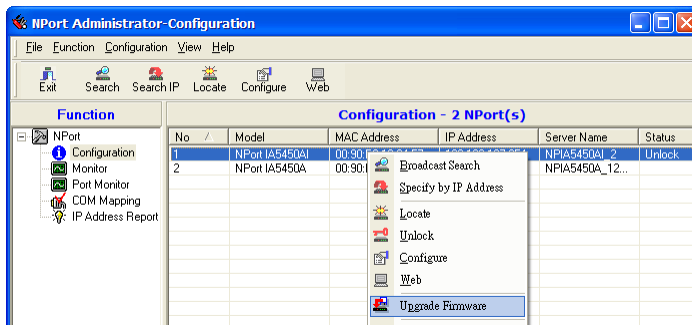 NPort Administrator-Configuration
File Function Configuration View Help
Exit Search Search IP Locate Configure Web
Function
Configuration - 2 NPort(s)
NPort
Configuration
Monitor
Port Monitor
COM Mapping
IP Address Report
No Model MAC Address IP Address Server Name Status
1 NPort IA5450AI NPIA5450AI_2 Unlock
2 NPort IA5450A 00:90: NPIA5450A_12...
Broadcast Search
Specify by IP Address
Locate
Unlock
Configure
Web
Upgrade Firmware